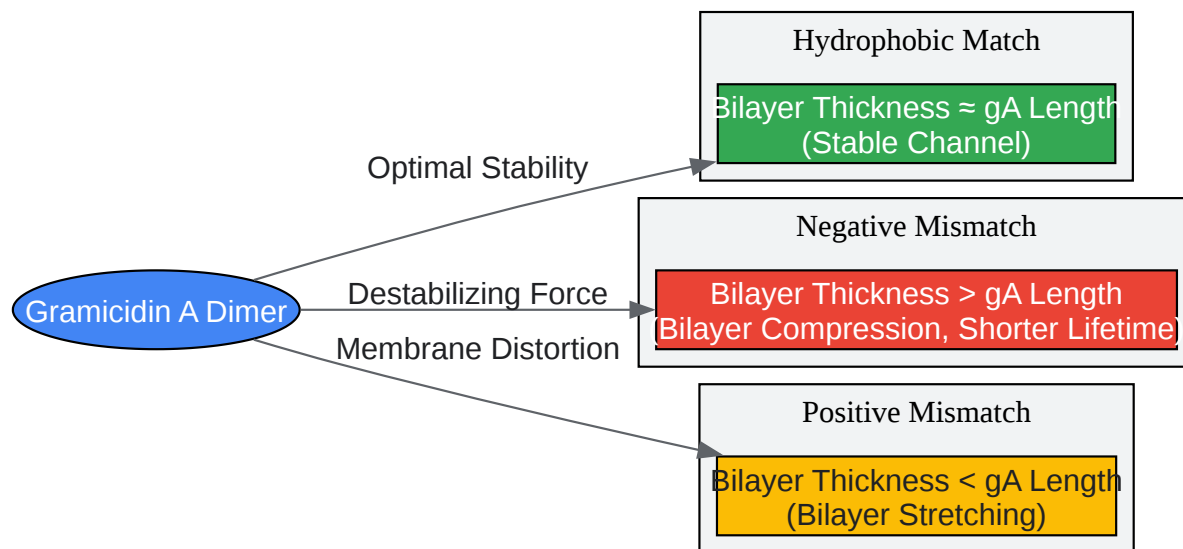 Hydrophobic Match
Bilayer Thickness ≈ gA Length
(Stable Channel)
Optimal Stability
Negative Mismatch
Gramicidin A Dimer
Destabilizing Force
Bilayer Thickness > gA Length
(Bilayer Compression, Shorter Lifetime)
Membrane Distortion
Positive Mismatch
Bilayer Thickness < gA Length
(Bilayer Stretching)